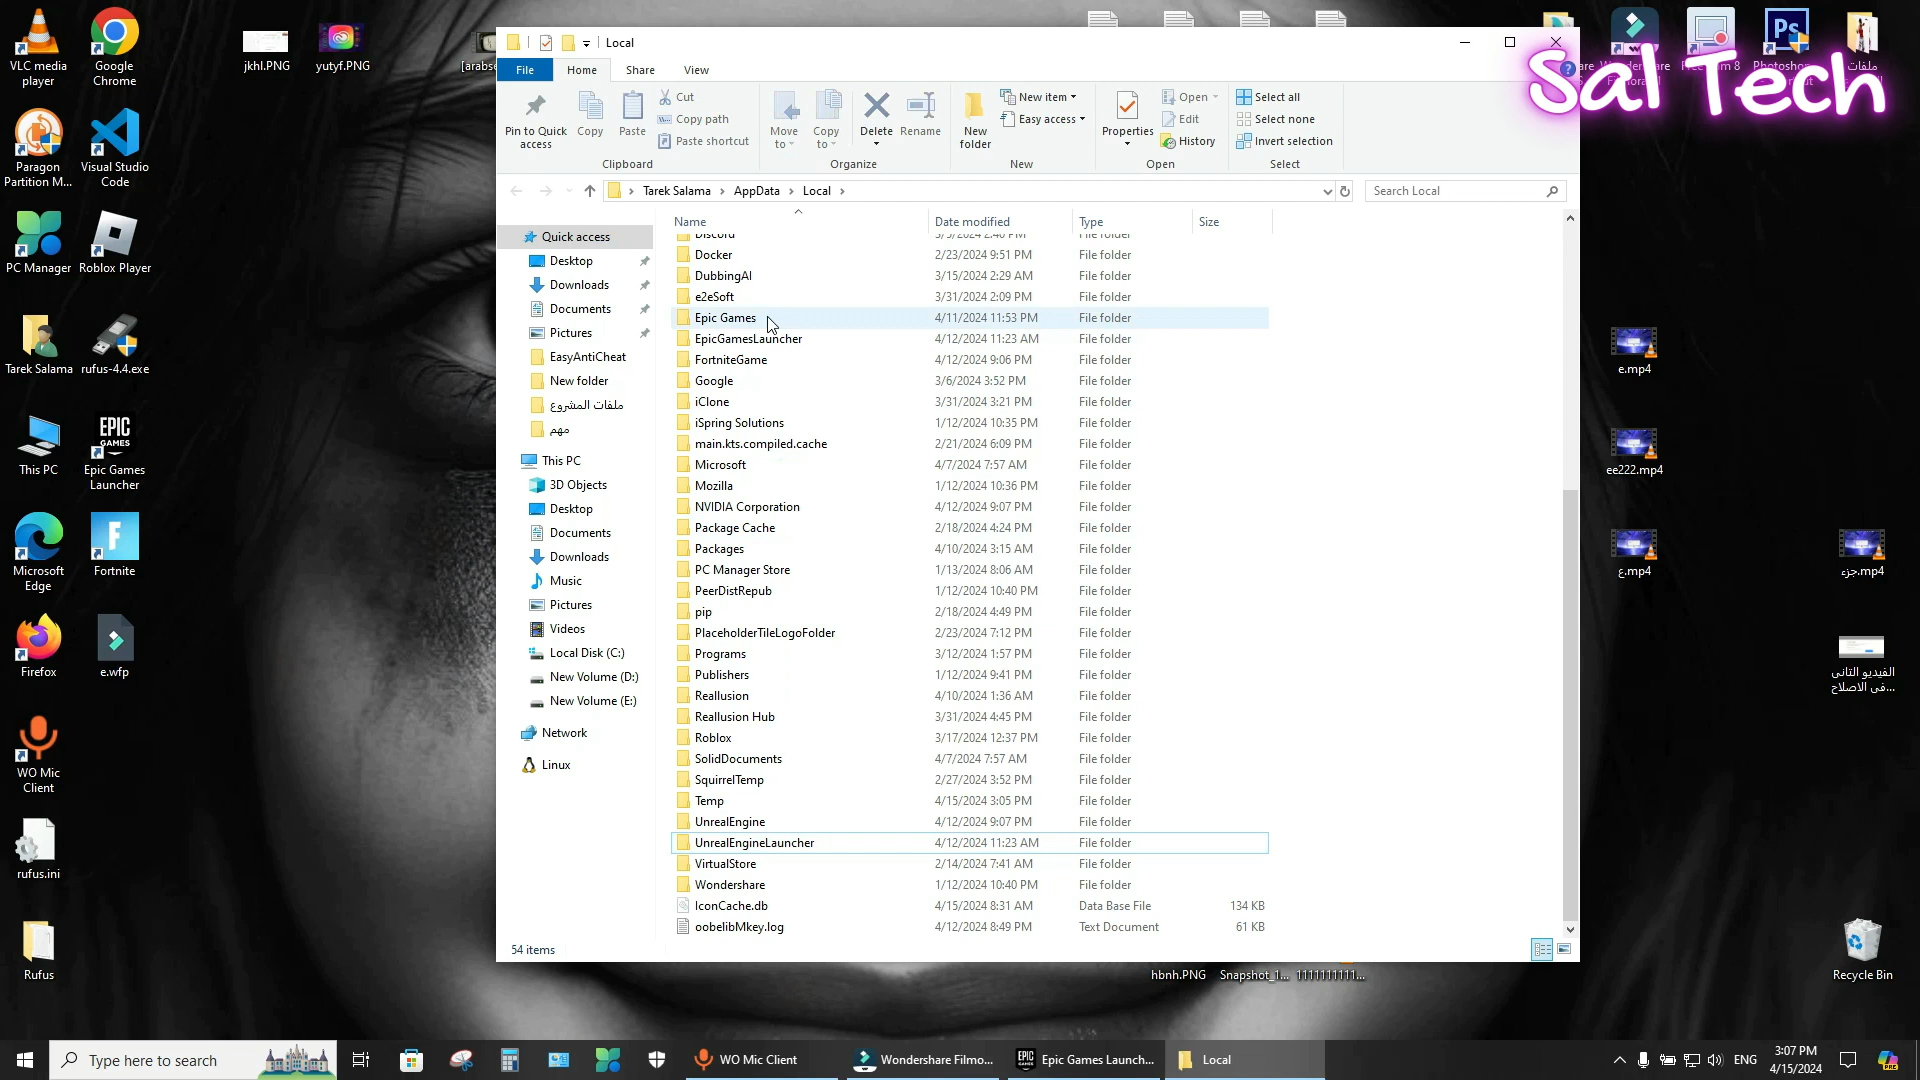 VLC media player
Google Chrome
jkhl.PNG
yutyf.PNG
Local
File
Home
Share
View
Pin to Quick access
Copy
Paste
Cut
Copy path
Paste shortcut
Clipboard
Move to
Copy to
Delete
Rename
Organize
New folder
New item
Easy access
New
Properties
Open
Edit
History
Open
Select all
Select none
Invert selection
Select
Sal Tech
ملفات
Tarek Salama
AppData
Local
Search Local
Name
Date modified
Type
Size
Quick access
Desktop
Downloads
Documents
Pictures
EasyAntiCheat
New folder
ملفات المشروع
مهم
This PC
3D Objects
Desktop
Documents
Downloads
Music
Pictures
Videos
Local Disk (C:)
New Volume (D:)
New Volume (E:)
Network
Linux
Discord 3/5/2024 2:40 PM File folder
Docker 2/23/2024 9:51 PM File folder
DubbingAI 3/15/2024 2:29 AM File folder
e2eSoft 3/31/2024 2:09 PM File folder
Epic Games 4/11/2024 11:53 PM File folder
EpicGamesLauncher 4/12/2024 11:23 AM File folder
FortniteGame 4/12/2024 9:06 PM File folder
Google 3/6/2024 3:52 PM File folder
iClone 3/31/2024 3:21 PM File folder
iSpring Solutions 1/12/2024 10:35 PM File folder
main.kts.compiled.cache 2/21/2024 6:09 PM File folder
Microsoft 4/7/2024 7:57 AM File folder
Mozilla 1/12/2024 10:36 PM File folder
NVIDIA Corporation 4/12/2024 9:07 PM File folder
Package Cache 2/18/2024 4:24 PM File folder
Packages 4/10/2024 3:15 AM File folder
PC Manager Store 1/13/2024 8:06 AM File folder
PeerDistRepub 1/12/2024 10:40 PM File folder
pip 2/18/2024 4:49 PM File folder
PlaceholderTileLogoFolder 2/23/2024 7:12 PM File folder
Programs 3/12/2024 1:57 PM File folder
Publishers 1/12/2024 9:41 PM File folder
Reallusion 4/10/2024 1:36 AM File folder
Reallusion Hub 3/31/2024 4:45 PM File folder
Roblox 3/17/2024 12:37 PM File folder
SolidDocuments 4/7/2024 7:57 AM File folder
SquirrelTemp 2/27/2024 3:52 PM File folder
Temp 4/15/2024 3:05 PM File folder
UnrealEngine 4/12/2024 9:07 PM File folder
UnrealEngineLauncher 4/12/2024 11:23 AM File folder
VirtualStore 2/14/2024 7:41 AM File folder
Wondershare 1/12/2024 10:40 PM File folder
IconCache.db 4/15/2024 8:31 AM Data Base File 134 KB
oobelibMkey.log 4/12/2024 8:49 PM Text Document 61 KB
54 items
Paragon Partition M...
Visual Studio Code
PC Manager
Roblox Player
Tarek Salama
rufus-4.4.exe
This PC
EPIC GAMES
Epic Games Launcher
Microsoft Edge
Fortnite
Firefox
e.wfp
WO Mic Client
rufus.ini
Rufus
e.mp4
ee222.mp4
ع.mp4
جزء.mp4
الفيديو التانى فى الاصلاح...
hbnh.PNG
Snapshot_1...
1111111111...
Recycle Bin
Type here to search
WO Mic Client
Wondershare Filmo...
Epic Games Launch...
Local
ENG
3:07 PM
4/15/2024